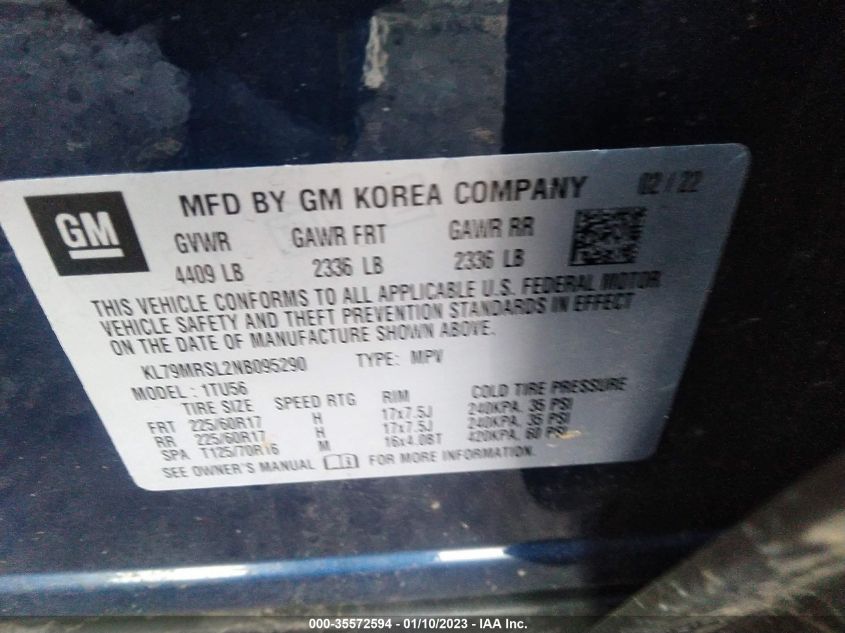 GM
MFD BY GM KOREA COMPANY 02/22
GVWR GAWR FRT GAWR RR
4409 LB 2336 LB 2336 LB
THIS VEHICLE CONFORMS TO ALL APPLICABLE U.S. FEDERAL MOTOR
VEHICLE SAFETY AND THEFT PREVENTION STANDARDS IN EFFECT
ON THE DATE OF MANUFACTURE SHOWN ABOVE.
KL79MRSL2NB095290 TYPE: MPV
MODEL: 1TU56
TIRE SIZE SPEED RTG RIM COLD TIRE PRESSURE
FRT 225/60R17 H 17x7.5J 240KPA, 35 PSI
RR 225/60R17 H 17x7.5J 240KPA, 35 PSI
SPA T125/70R16 M 16x4.0BT 420KPA, 60 PSI
SEE OWNER'S MANUAL FOR MORE INFORMATION.
000-35572594 - 01/10/2023 - IAA Inc.